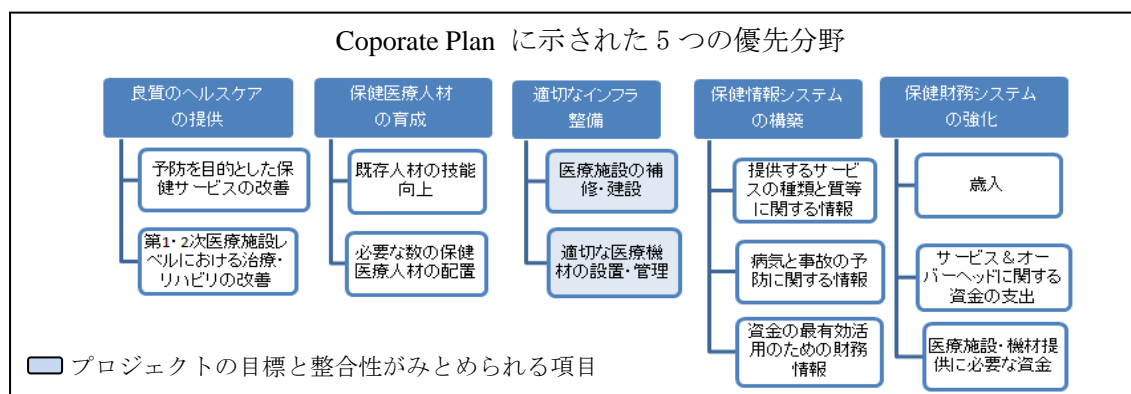 Coporate Plan に示された5つの優先分野
良質のヘルスケア
の提供
予防を目的とした保
健サービスの改善
第1・2次医療施設レ
ベルにおける治療・
リハビリの改善
保健医療人材
の育成
既存人材の技能
向上
必要な数の保健
医療人材の配置
適切なインフラ
整備
医療施設の補
修・建設
適切な医療機
材の設置・管理
保健情報システム
の構築
提供するサービ
スの種類と質等
に関する情報
病気と事故の予
防に関する情報
資金の最有効活
用のための財務
情報
保健財務システム
の強化
歳入
サービス&オー
バーヘッドに関する
資金の支出
医療施設・機材提
供に必要な資金
プロジェクトの目標と整合性がみとめられる項目